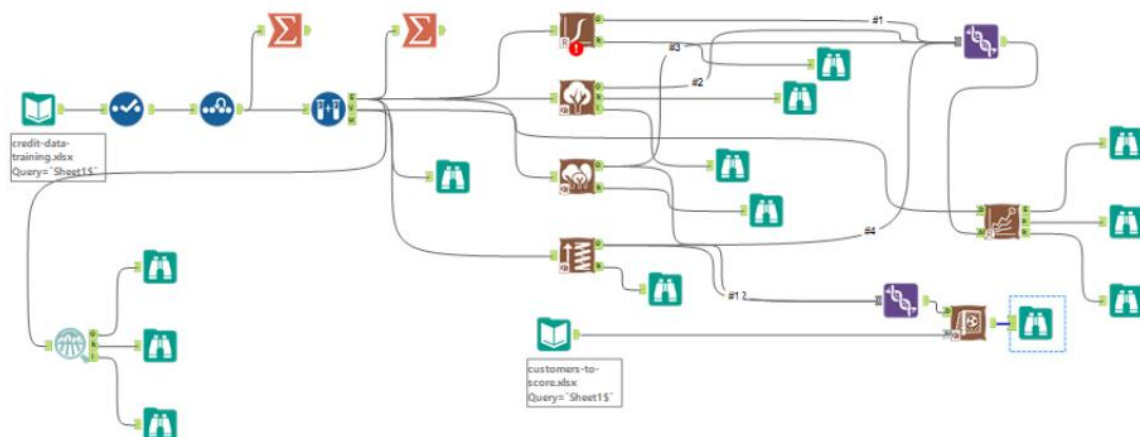 #1
#3
#2
credit-data-
training.xlsx
Query=`Sheet1$`
#4
#1 2
customers-to-
score.xlsx
Query=`Sheet1$`